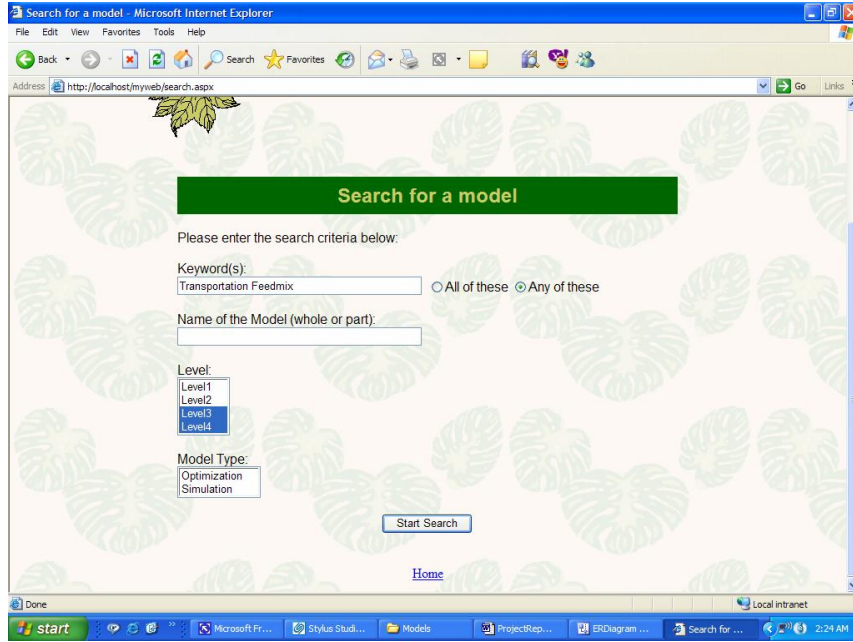 Search for a model - Microsoft Internet Explorer
File Edit View Favorites Tools Help
Back Search Favorites
Address http://localhost/myweb/search.aspx Go Links
Search for a model
Please enter the search criteria below:
Keyword(s):
Transportation Feedmix All of these Any of these
Name of the Model (whole or part):
Level:
Level1
Level2
Level3
Level4
Model Type:
Optimization
Simulation
Start Search
Home
Done Local intranet
start Microsoft Fr... Stylus Studi... Models ProjectRep... ERDiagram ... Search for ... 2:24 AM